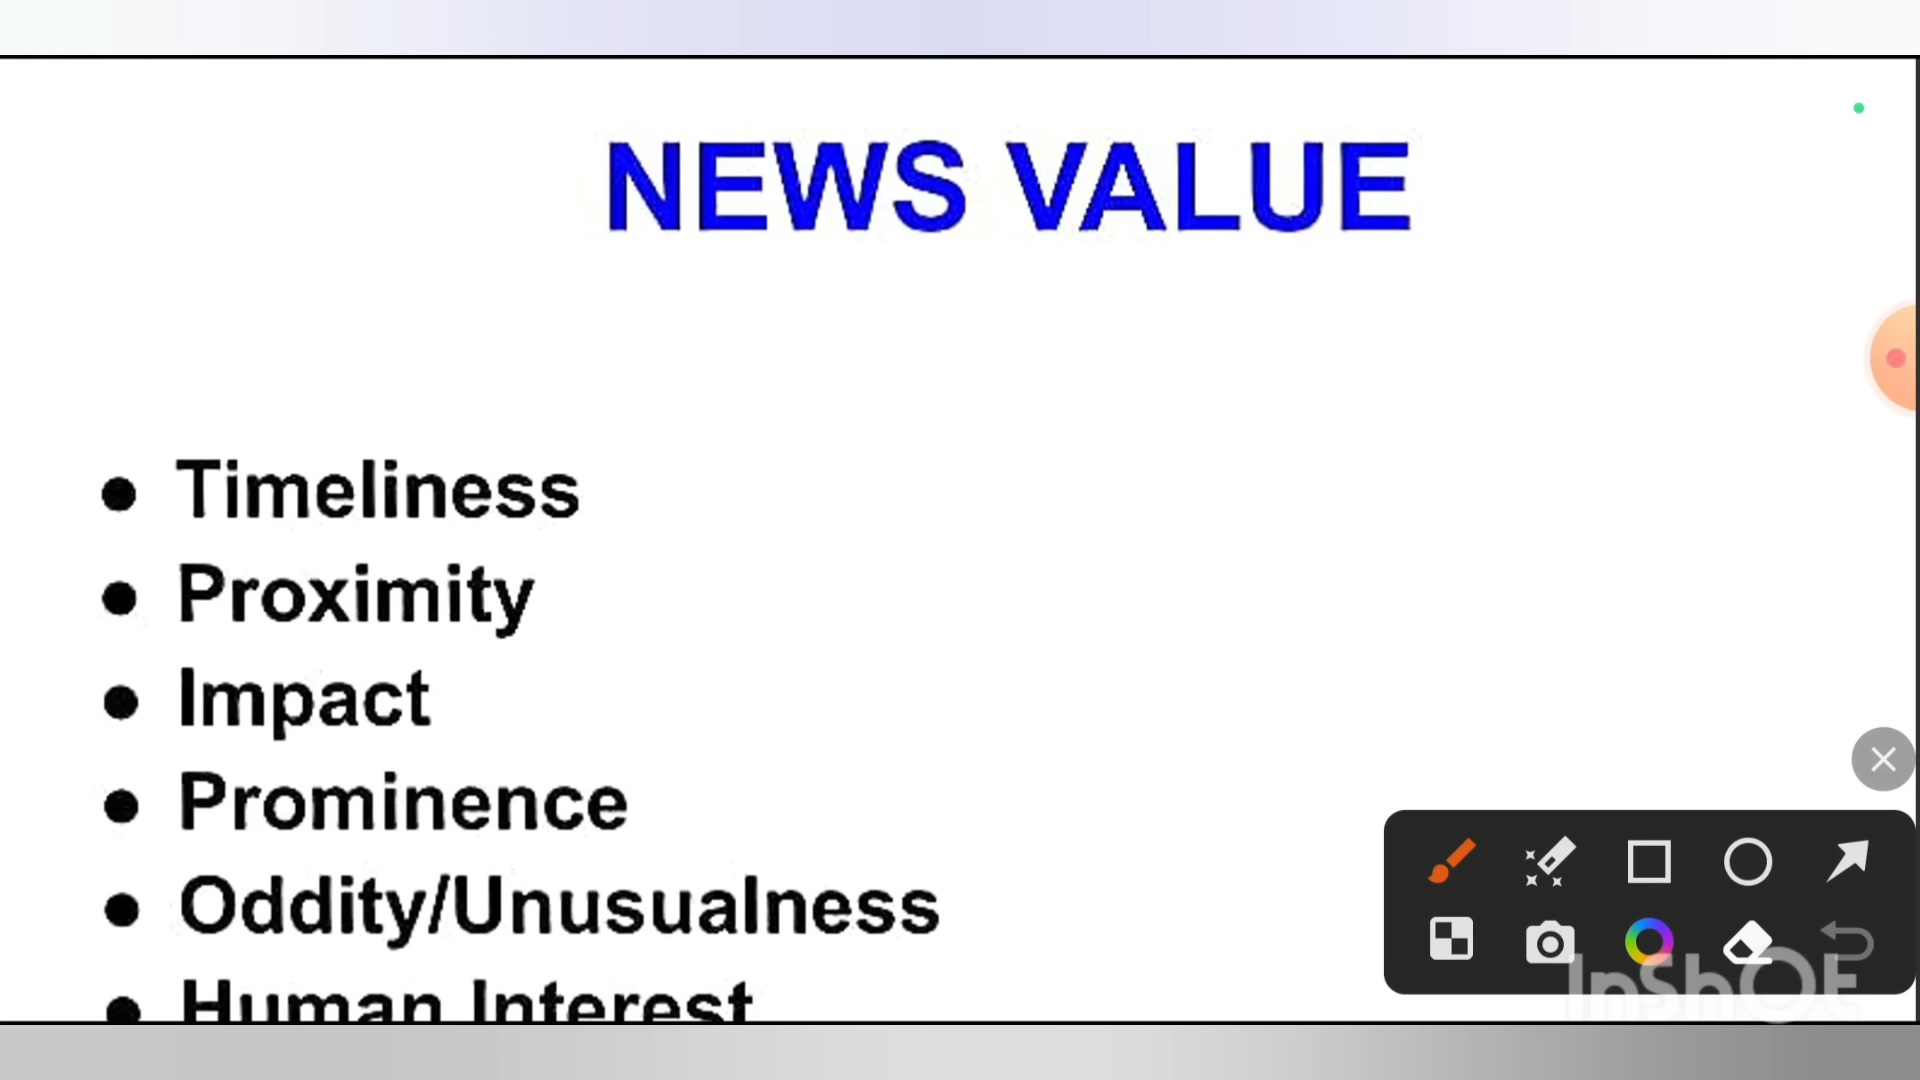 NEWS VALUE
• Timeliness
• Proximity
• Impact
• Prominence
• Oddity/Unusualness
• Human Interest
InShOt